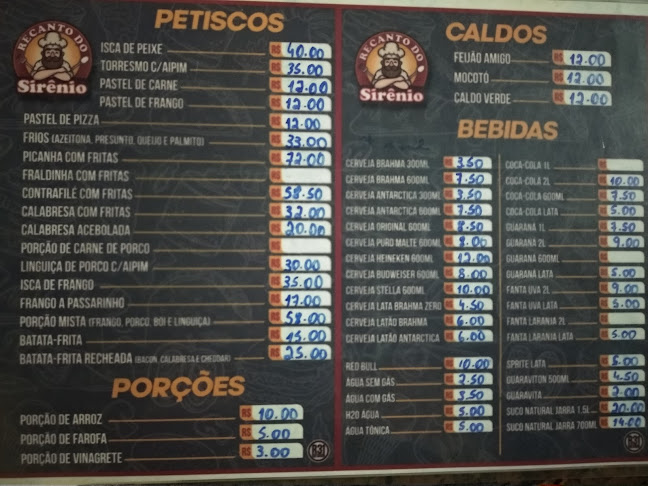 RECANTO DO
Sirênio
PETISCOS
ISCA DE PEIXE R$ 40.00
TORRESMO C/AIPIM R$ 35.00
PASTEL DE CARNE R$ 12.00
PASTEL DE FRANGO R$ 12.00
PASTEL DE PIZZA R$ 12.00
FRIOS (AZEITONA, PRESUNTO, QUEIJO E PALMITO) R$ 33.00
PICANHA COM FRITAS R$ 72.00
FRALDINHA COM FRITAS R$
CONTRAFILÉ COM FRITAS R$ 58.50
CALABRESA COM FRITAS R$ 32.00
CALABRESA ACEBOLADA R$ 20.00
PORÇÃO DE CARNE DE PORCO R$
LINGUIÇA DE PORCO C/AIPIM R$ 30.00
ISCA DE FRANGO R$ 35.00
FRANGO A PASSARINHO R$ 17.00
PORÇÃO MISTA (FRANGO, PORCO, BOI E LINGUIÇA) R$ 58.00
BATATA-FRITA R$ 15.00
BATATA-FRITA RECHEADA (BACON, CALABRESA E CHEDDAR) R$ 25.00
PORÇÕES
PORÇÃO DE ARROZ R$ 10.00
PORÇÃO DE FAROFA R$ 5.00
PORÇÃO DE VINAGRETE R$ 3.00
RECANTO DO
Sirênio
CALDOS
FEIJÃO AMIGO R$ 12.00
MOCOTÓ R$ 12.00
CALDO VERDE R$ 12.00
BEBIDAS
CERVEJA BRAHMA 300ML R$ 3.50
CERVEJA BRAHMA 600ML R$ 7.50
CERVEJA ANTARCTICA 300ML R$ 3.50
CERVEJA ANTARCTICA 600ML R$ 7.50
CERVEJA ORIGINAL 600ML R$ 8.50
CERVEJA PURO MALTE 600ML R$ 8.00
CERVEJA HEINEKEN 600ML R$ 12.00
CERVEJA BUDWEISER 600ML R$ 8.00
CERVEJA STELLA 600ML R$ 10.00
CERVEJA LATA BRAHMA ZERO R$ 4.50
CERVEJA LATÃO BRAHMA R$ 6.00
CERVEJA LATÃO ANTARCTICA R$ 6.00
RED BULL R$ 10.00
ÁGUA SEM GÁS R$ 2.50
ÁGUA COM GÁS R$ 3.50
H2O ÁGUA R$ 5.00
ÁGUA TÔNICA R$ 5.00
COCA-COLA 1L R$
COCA-COLA 2L R$ 10.00
COCA-COLA 600ML R$ 7.50
COCA-COLA LATA R$ 5.00
GUARANÁ 1L R$ 7.50
GUARANÁ 2L R$ 9.00
GUARANÁ 600ML R$
GUARANÁ LATA R$ 5.00
FANTA UVA 2L R$ 9.00
FANTA UVA LATA R$ 5.00
FANTA LARANJA 2L R$
FANTA LARANJA LATA R$ 5.00
SPRITE LATA R$ 5.00
GUARAVITON 500ML R$ 4.50
GUARAVITA R$ 2.00
SUCO NATURAL JARRA 1,5L R$ 20.00
SUCO NATURAL JARRA 700ML R$ 14.00